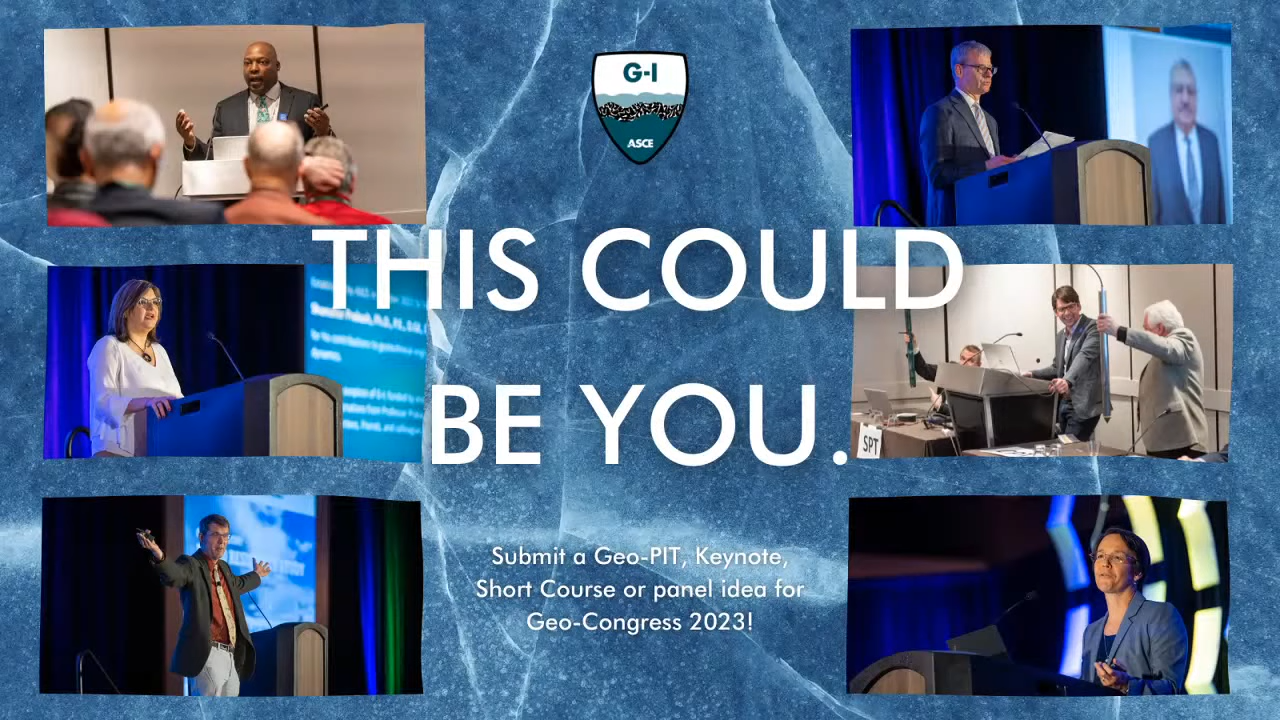 G-I
ASCE
THIS COULD
BE YOU.
SPT
Submit a Geo-PIT, Keynote,
Short Course or panel idea for
Geo-Congress 2023!